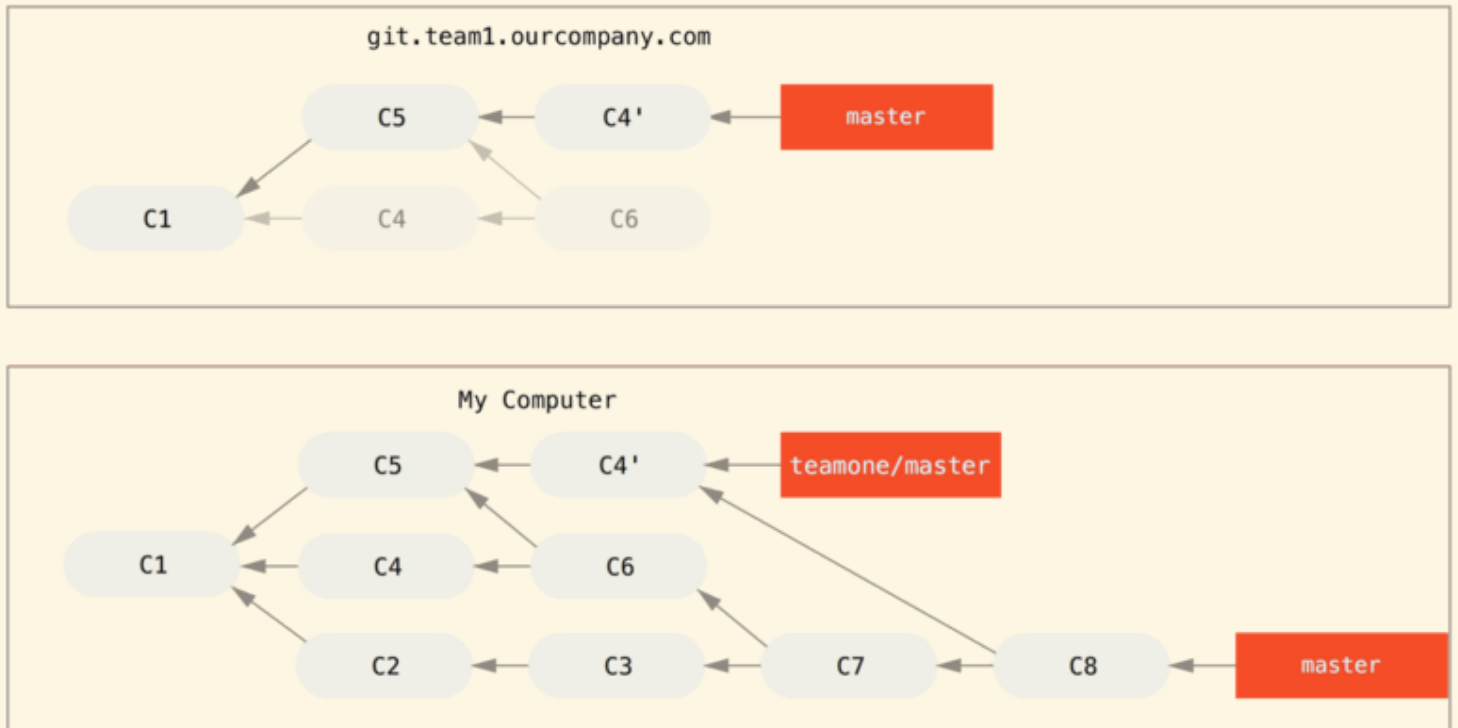 git.team1.ourcompany.com
C5 C4' master
C1 C4 C6
My Computer
C5 C4' teamone/master
C1 C4 C6
C2 C3 C7 C8 master